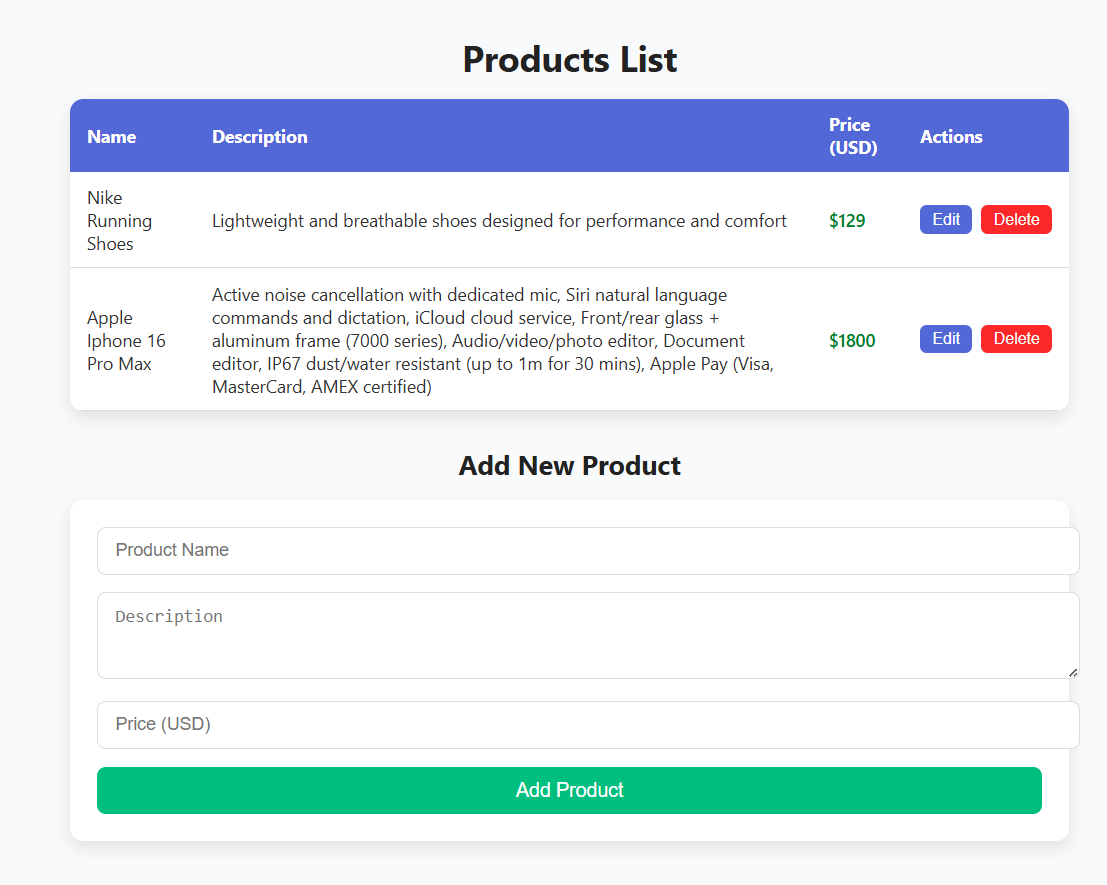 Products List
Name Description Price (USD) Actions
Nike
Running
Shoes
Lightweight and breathable shoes designed for performance and comfort
$129
Edit Delete
Apple
Iphone 16
Pro Max
Active noise cancellation with dedicated mic, Siri natural language
commands and dictation, iCloud cloud service, Front/rear glass +
aluminum frame (7000 series), Audio/video/photo editor, Document
editor, IP67 dust/water resistant (up to 1m for 30 mins), Apple Pay (Visa,
MasterCard, AMEX certified)
$1800
Edit Delete
Add New Product
Product Name
Description
Price (USD)
Add Product